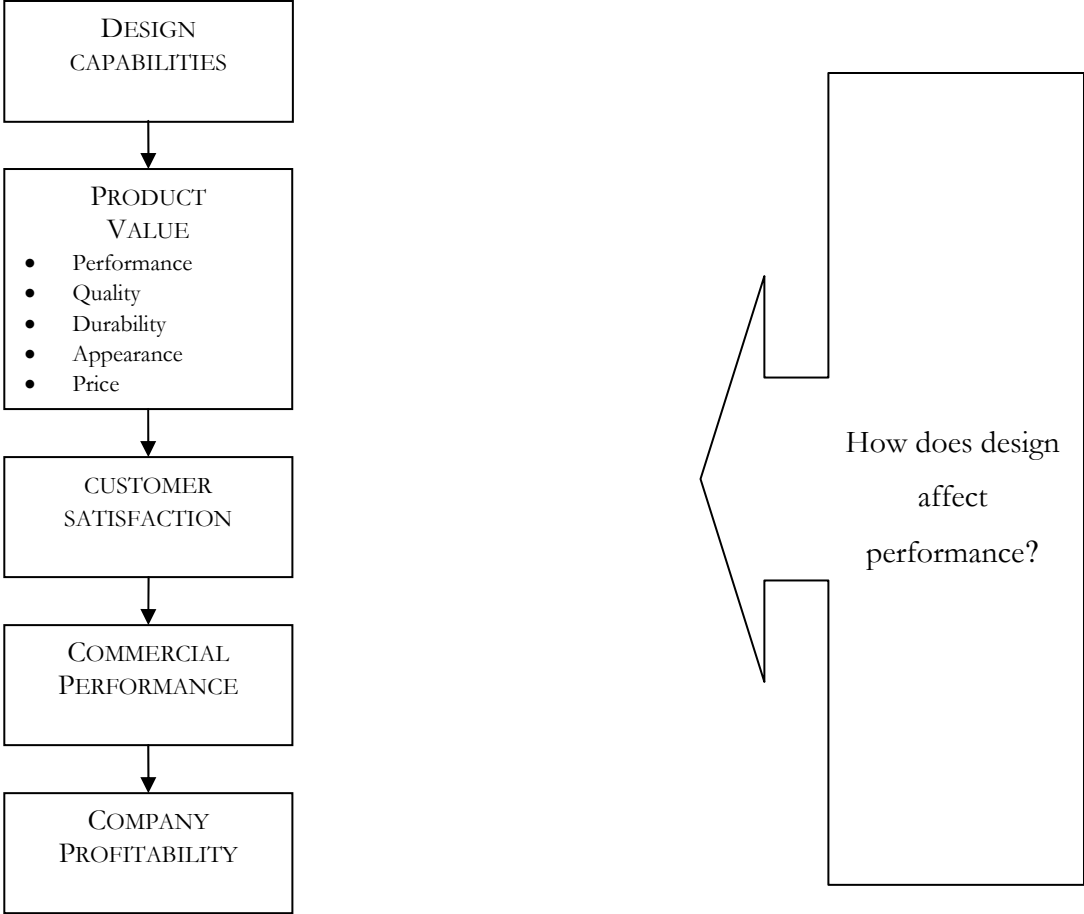 DESIGN
CAPABILITIES
PRODUCT
VALUE
• Performance
• Quality
• Durability
• Appearance
• Price
CUSTOMER
SATISFACTION
COMMERCIAL
PERFORMANCE
COMPANY
PROFITABILITY
How does design
affect
performance?